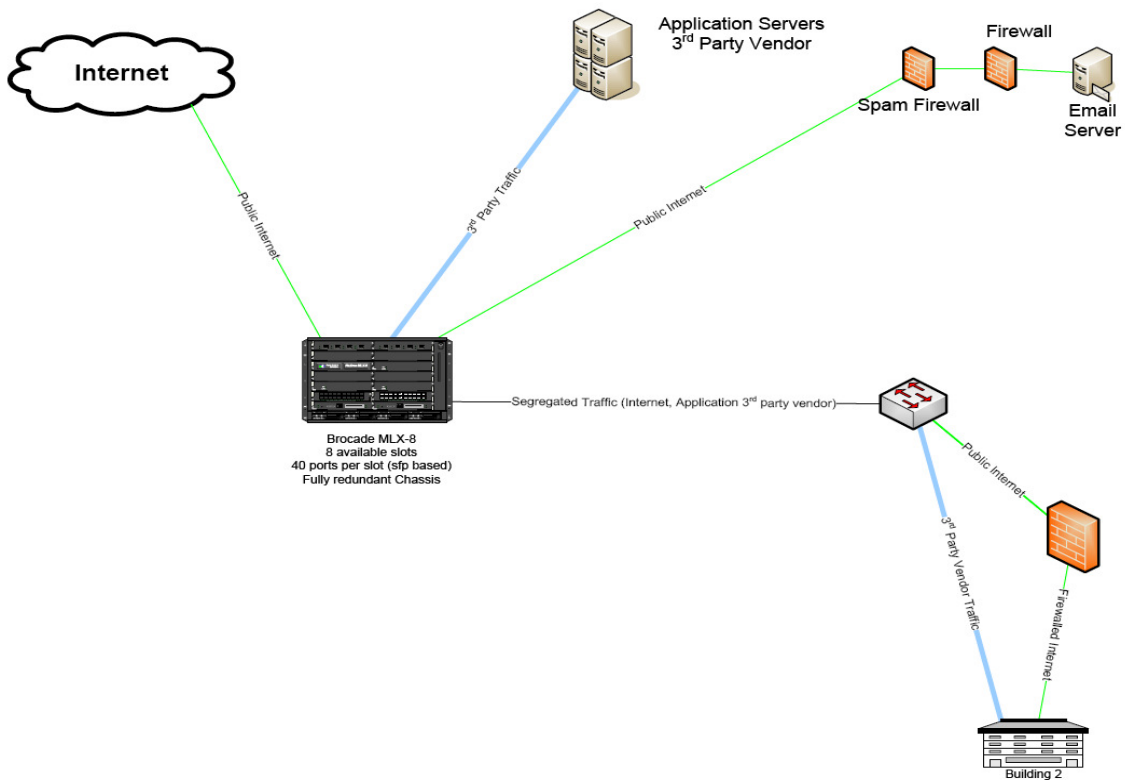 Internet
Application Servers
3rd Party Vendor
Firewall
Spam Firewall
Email
Server
Public Internet
3rd Party Traffic
Public Internet
Segregated Traffic (Internet, Application 3rd party vendor)
Brocade MLX-8
8 available slots
40 ports per slot (sfp based)
Fully redundant Chassis
Public Internet
3rd Party Vendor Traffic
Firewalled Internet
Building 2